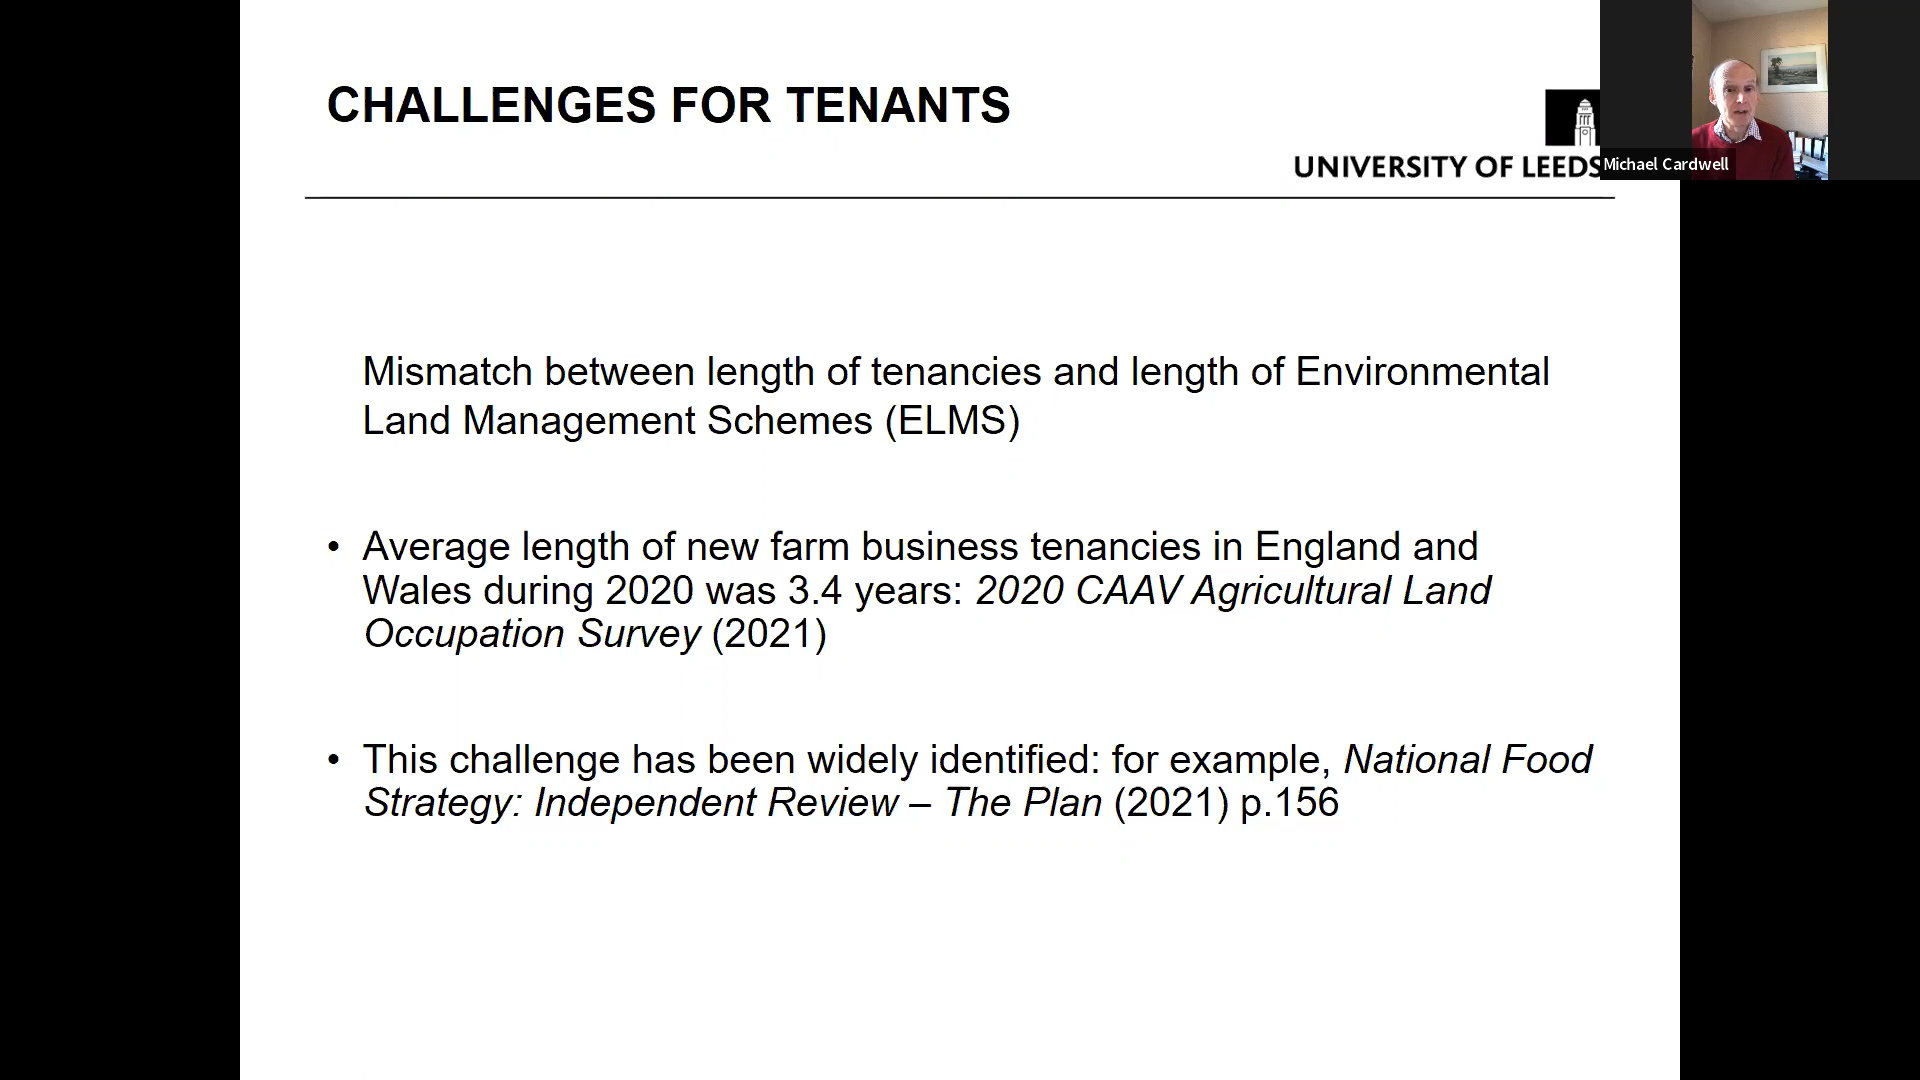 CHALLENGES FOR TENANTS
UNIVERSITY OF LEEDS
Michael Cardwell
Mismatch between length of tenancies and length of Environmental
Land Management Schemes (ELMS)
• Average length of new farm business tenancies in England and
Wales during 2020 was 3.4 years: 2020 CAAV Agricultural Land
Occupation Survey (2021)
• This challenge has been widely identified: for example, National Food
Strategy: Independent Review – The Plan (2021) p.156